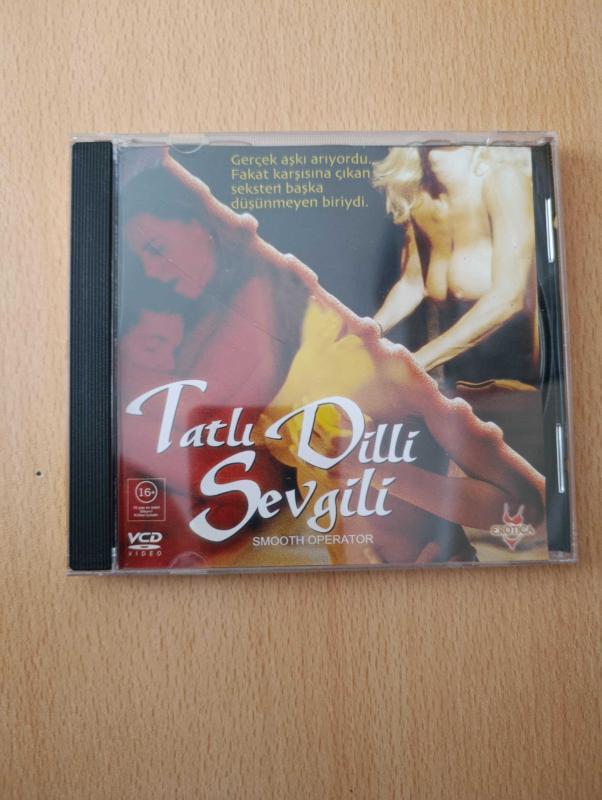 Gerçek aşkı arıyordu.
Fakat karşısına çıkan
seksten başka
düşünmeyen biriydi.
Tatlı Dilli
Sevgili
SMOOTH OPERATOR
16+
VCD
VIDEO
EROTICA